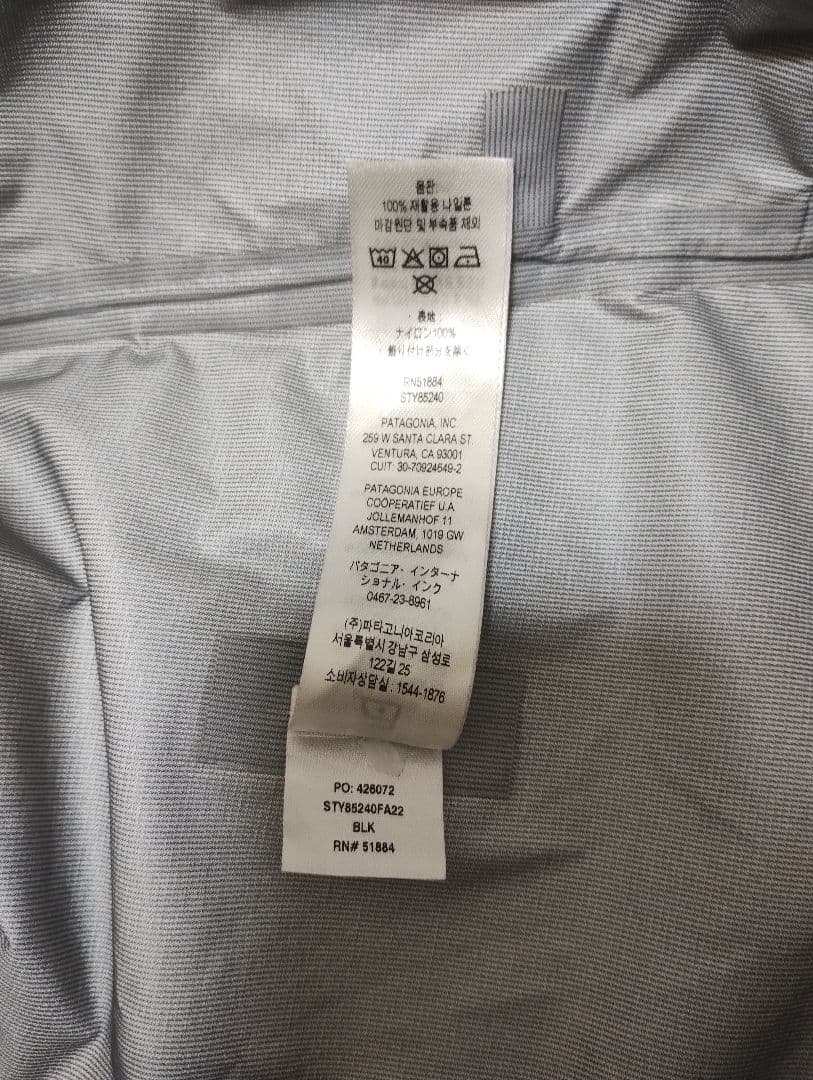 몸판:
100% 재활용 나일론
마감원단 및 부속품 제외
40
・表地:
ナイロン100%
・飾り付け部分を除く
RN51884
STY85240
PATAGONIA, INC.
259 W SANTA CLARA ST.
VENTURA, CA 93001
CUIT: 30-70924549-2
PATAGONIA EUROPE
COÖPERATIEF U.A.
JOLLEMANHOF 11
AMSTERDAM, 1019 GW
NETHERLANDS
パタゴニア・インターナ
ショナル・インク
0467-23-8961
(주)파타고니아코리아
서울특별시 강남구 삼성로
122길 25
소비자상담실 : 1544-1876
PO: 426072
STY85240FA22
BLK
RN# 51884